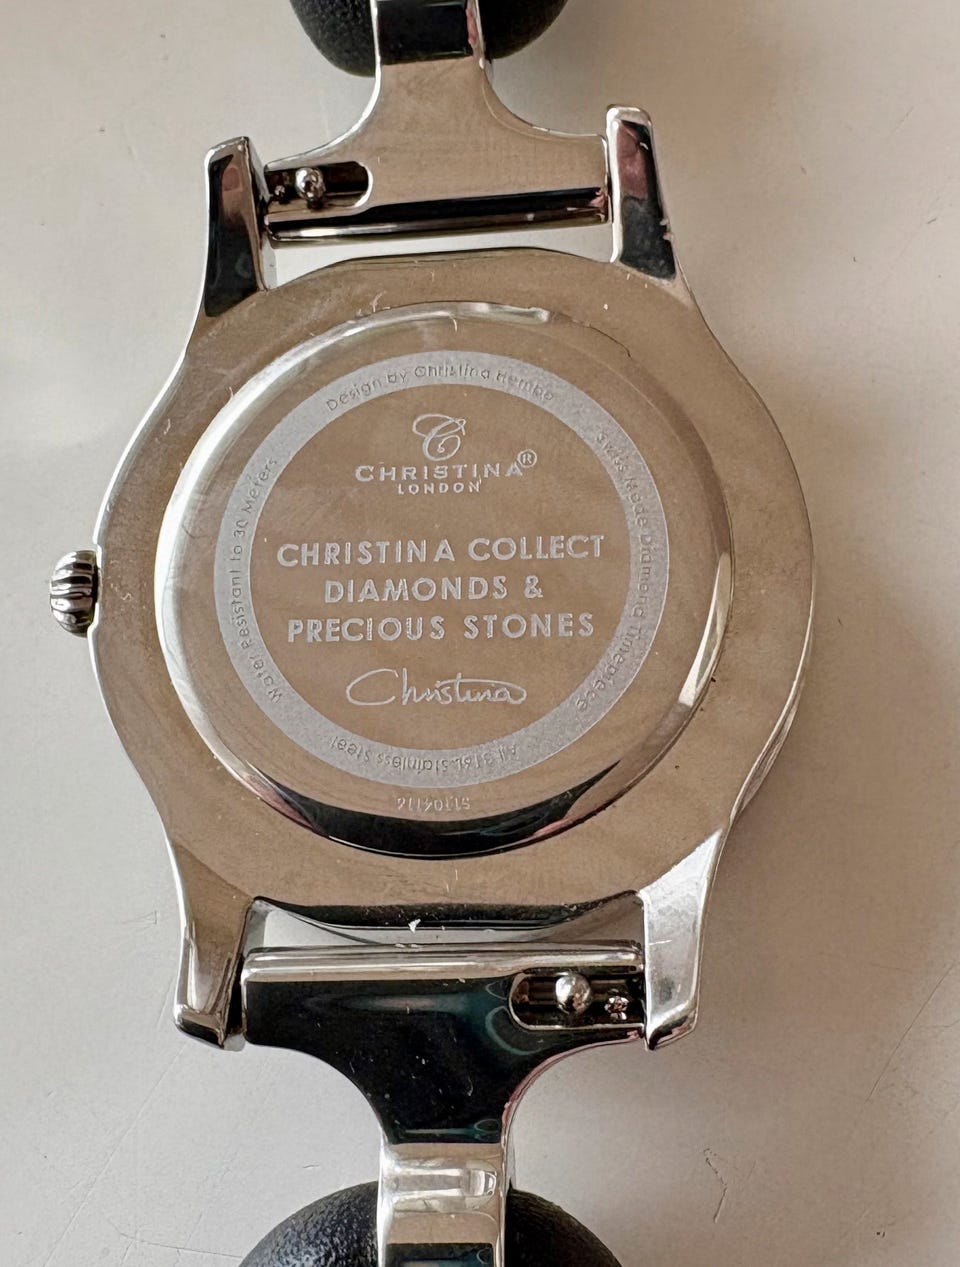 Design by Christina Hembo
CHRISTINA®
LONDON
CHRISTINA COLLECT
DIAMONDS &
PRECIOUS STONES
Christina
Swiss Made Diamond Timepiece
All 316L Stainless Steel
Water Resistant to 30 Meters